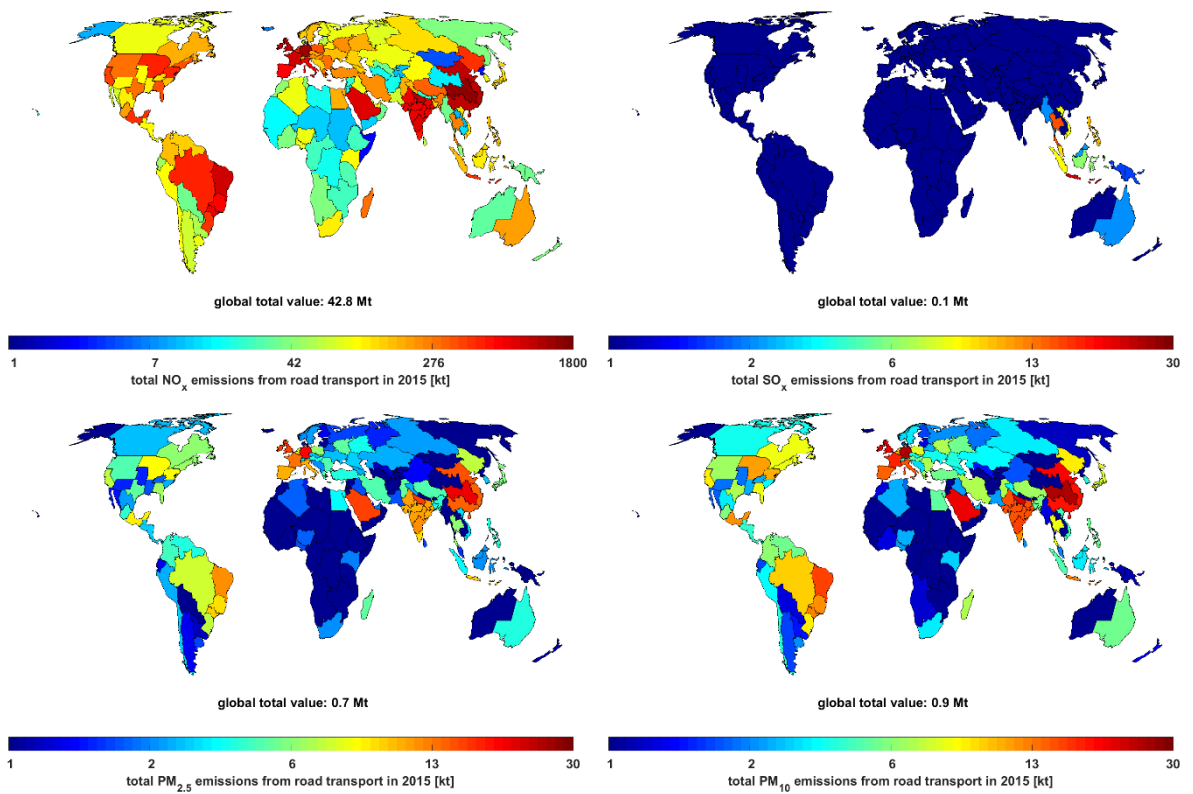 global total value: 42.8 Mt
1 7 42 276 1800
total NOx emissions from road transport in 2015 [kt]
global total value: 0.1 Mt
1 2 6 13 30
total SOx emissions from road transport in 2015 [kt]
global total value: 0.7 Mt
1 2 6 13 30
total PM2.5 emissions from road transport in 2015 [kt]
global total value: 0.9 Mt
1 2 6 13 30
total PM10 emissions from road transport in 2015 [kt]